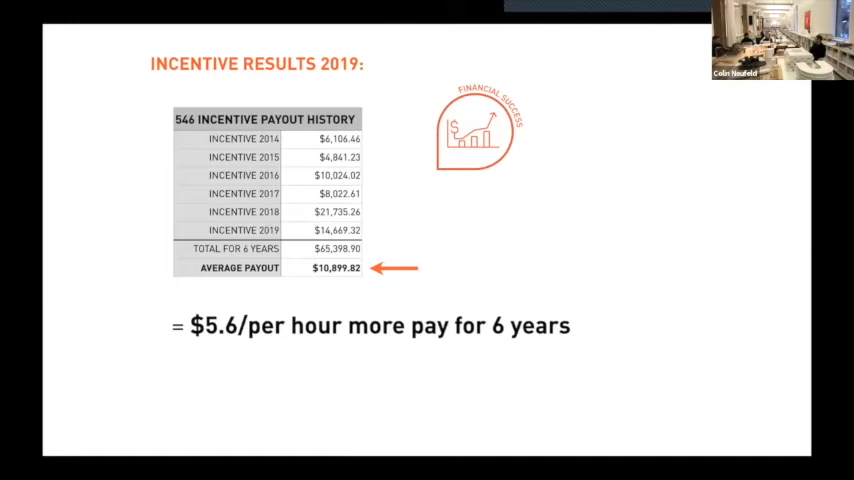 INCENTIVE RESULTS 2019:
FINANCIAL SUCCESS
$
546 INCENTIVE PAYOUT HISTORY
INCENTIVE 2014 $6,106.46
INCENTIVE 2015 $4,841.23
INCENTIVE 2016 $10,024.02
INCENTIVE 2017 $8,022.61
INCENTIVE 2018 $21,735.26
INCENTIVE 2019 $14,669.32
TOTAL FOR 6 YEARS $65,398.90
AVERAGE PAYOUT $10,899.82
= $5.6/per hour more pay for 6 years
Colin Neufeld